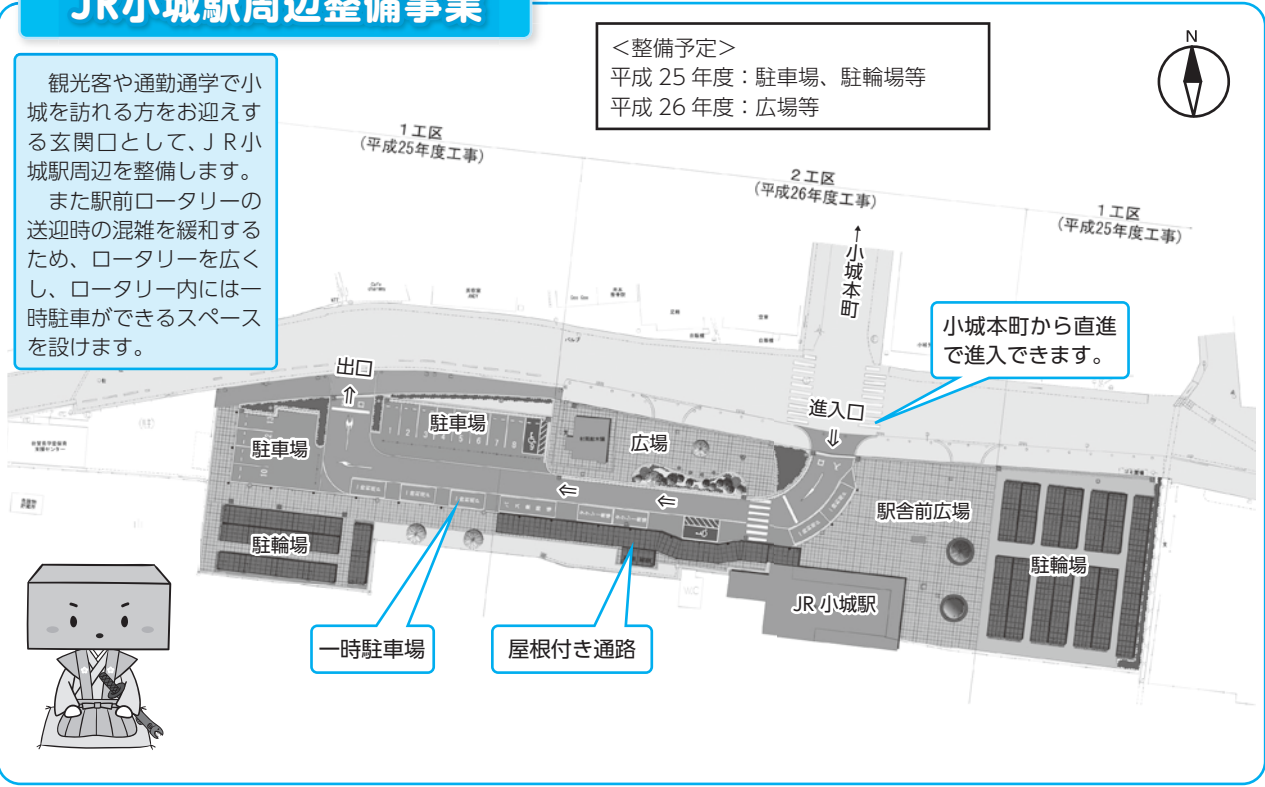 JR小城駅周辺整備事業
観光客や通勤通学で小
城を訪れる方をお迎えす
る玄関口として、ＪＲ小
城駅周辺を整備します。
また駅前ロータリーの
送迎時の混雑を緩和する
ため、ロータリーを広く
し、ロータリー内には一
時駐車ができるスペース
を設けます。
＜整備予定＞
平成 25 年度：駐車場、駐輪場等
平成 26 年度：広場等
N
1工区
(平成25年度工事)
2工区
(平成26年度工事)
1工区
(平成25年度工事)
↑小城本町
小城本町から直進
で進入できます。
出口
⇧
進入口
⇩
駐車場
駐車場
1 2 3 4 5 6 7 8
広場
⇦
⇦
駅舎前広場
駐輪場
駐輪場
JR 小城駅
WC
一時駐車場
屋根付き通路